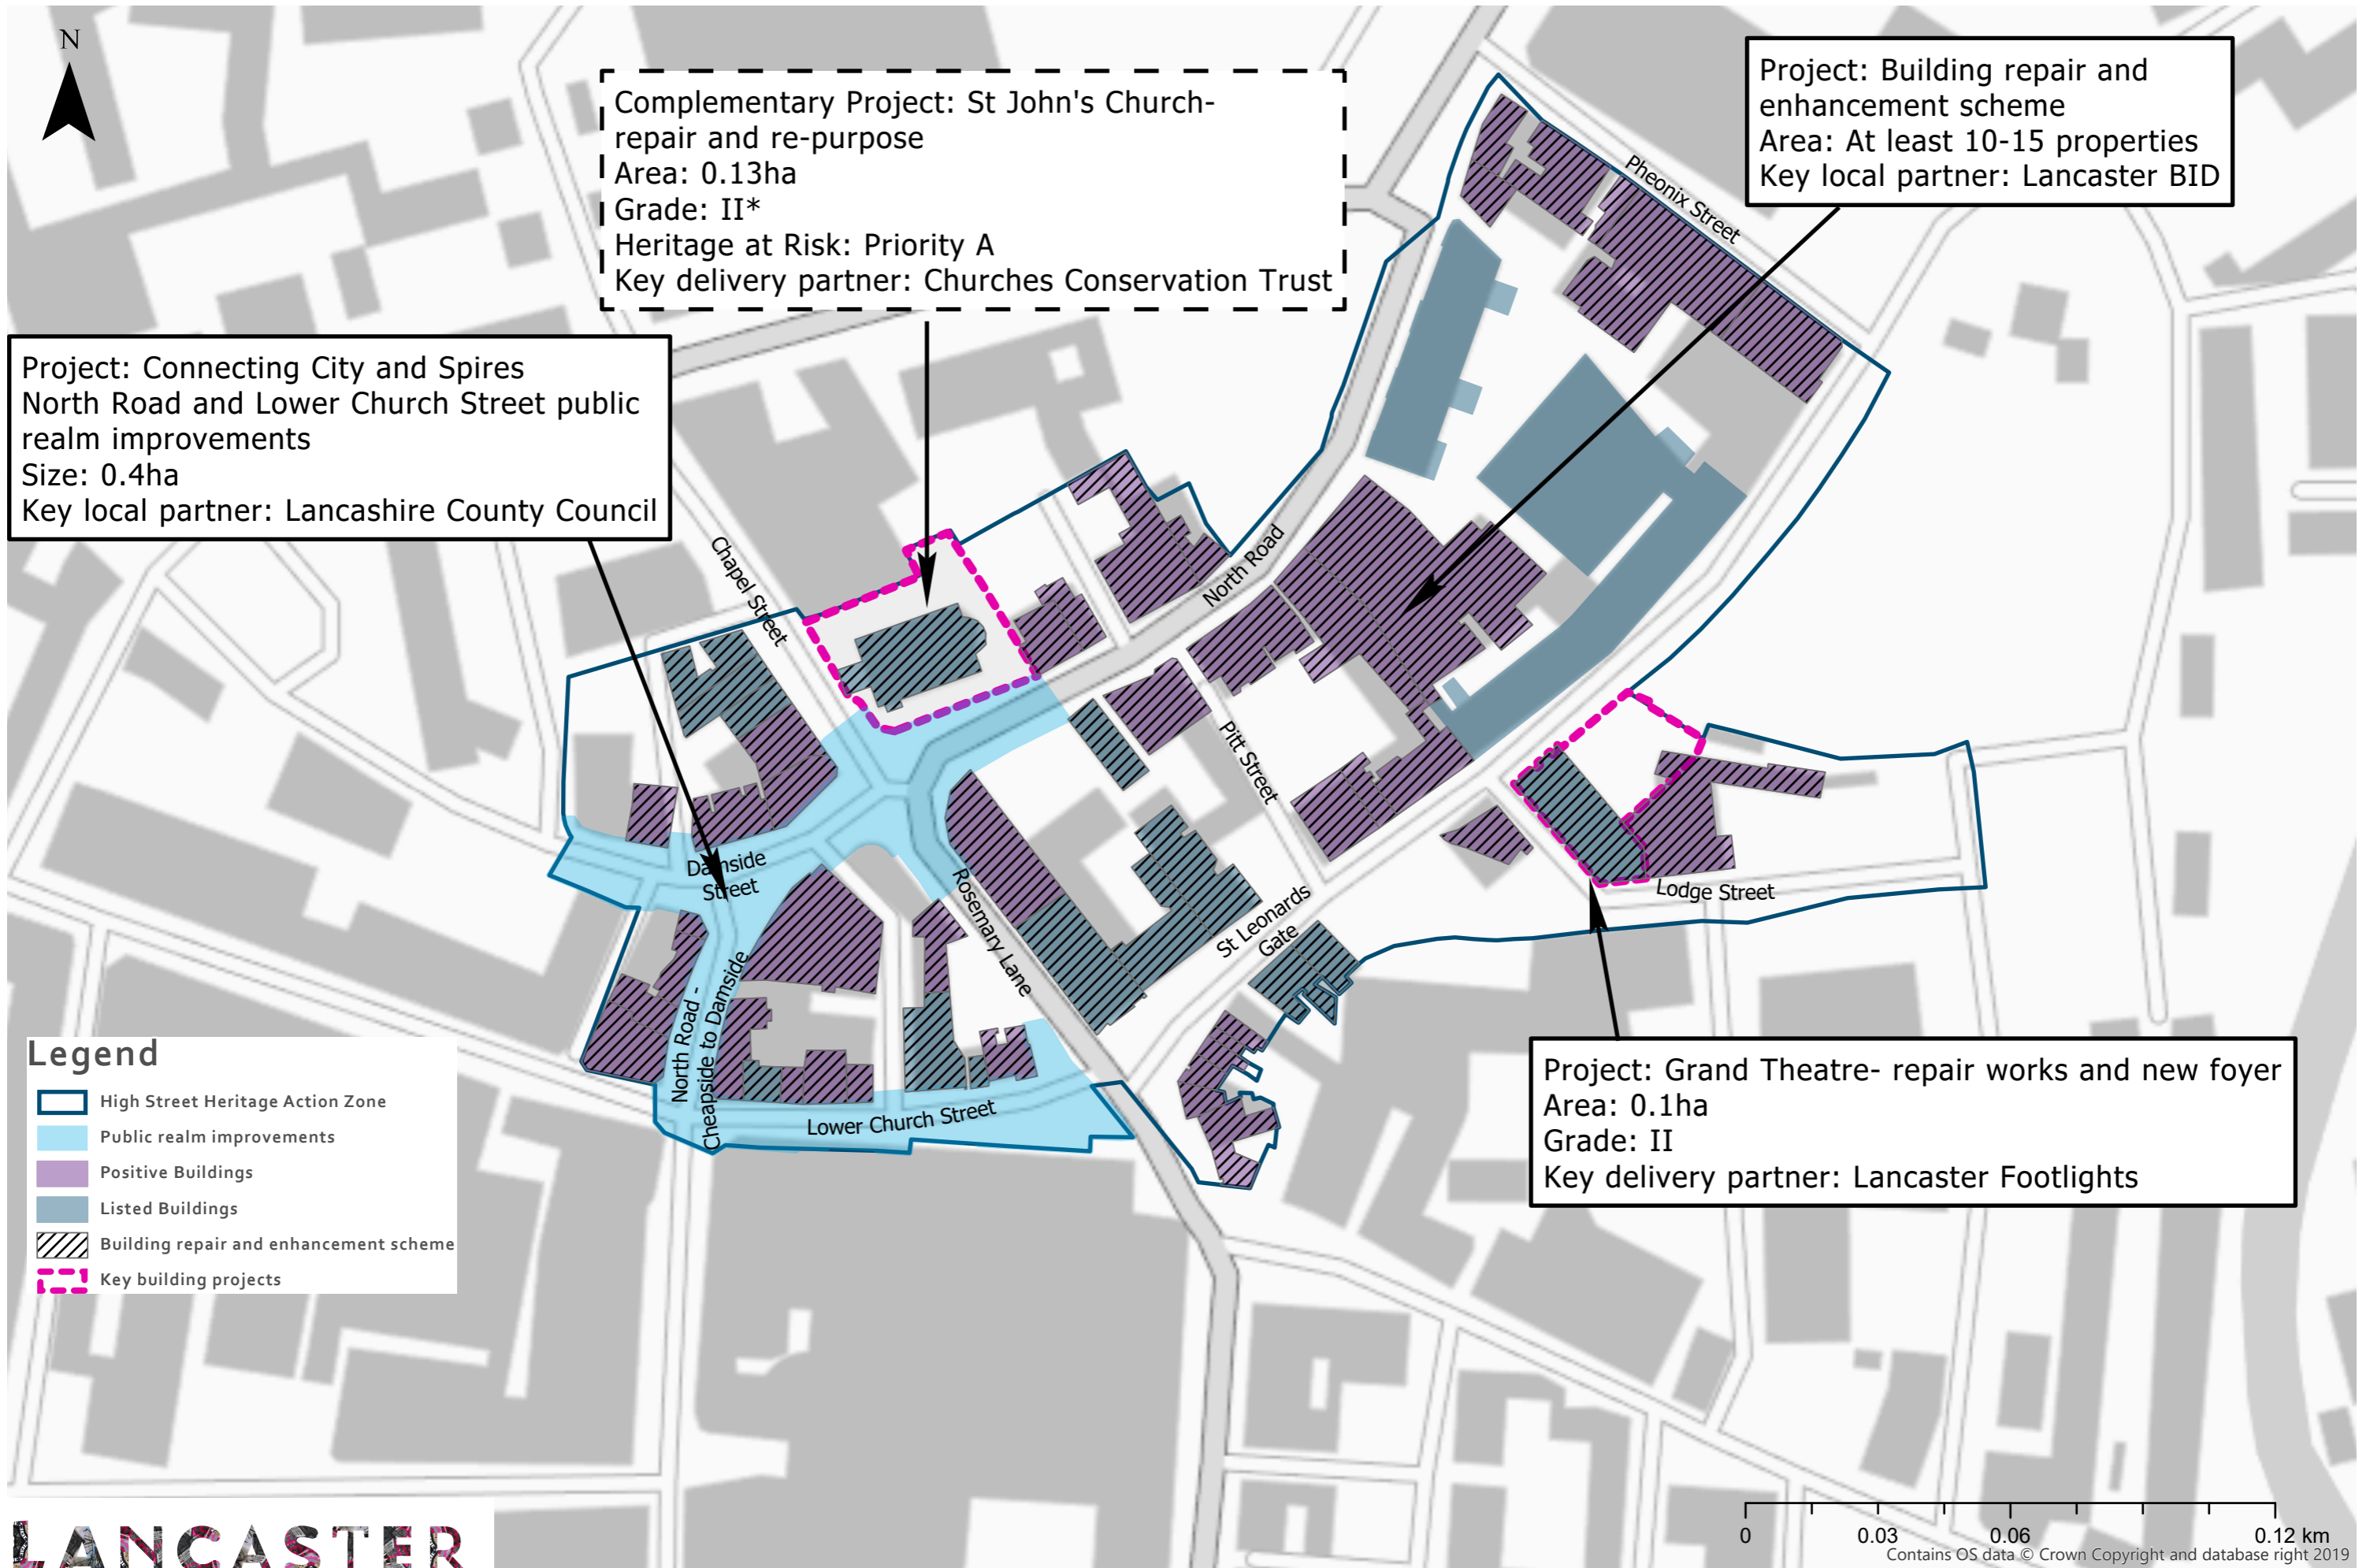 N
Complementary Project: St John's Church-
repair and re-purpose
Area: 0.13ha
Grade: II*
Heritage at Risk: Priority A
Key delivery partner: Churches Conservation Trust
Project: Building repair and
enhancement scheme
Area: At least 10-15 properties
Key local partner: Lancaster BID
Project: Connecting City and Spires
North Road and Lower Church Street public
realm improvements
Size: 0.4ha
Key local partner: Lancashire County Council
Pheonix Street
Chapel Street
North Road
Pitt Street
Damside
Street
Rosemary Lane
St Leonards
Gate
Lodge Street
North Road -
Cheapside to Damside
Lower Church Street
Project: Grand Theatre- repair works and new foyer
Area: 0.1ha
Grade: II
Key delivery partner: Lancaster Footlights
Legend
High Street Heritage Action Zone
Public realm improvements
Positive Buildings
Listed Buildings
Building repair and enhancement scheme
Key building projects
LANCASTER
0 0.03 0.06 0.12 km
Contains OS data © Crown Copyright and database right 2019